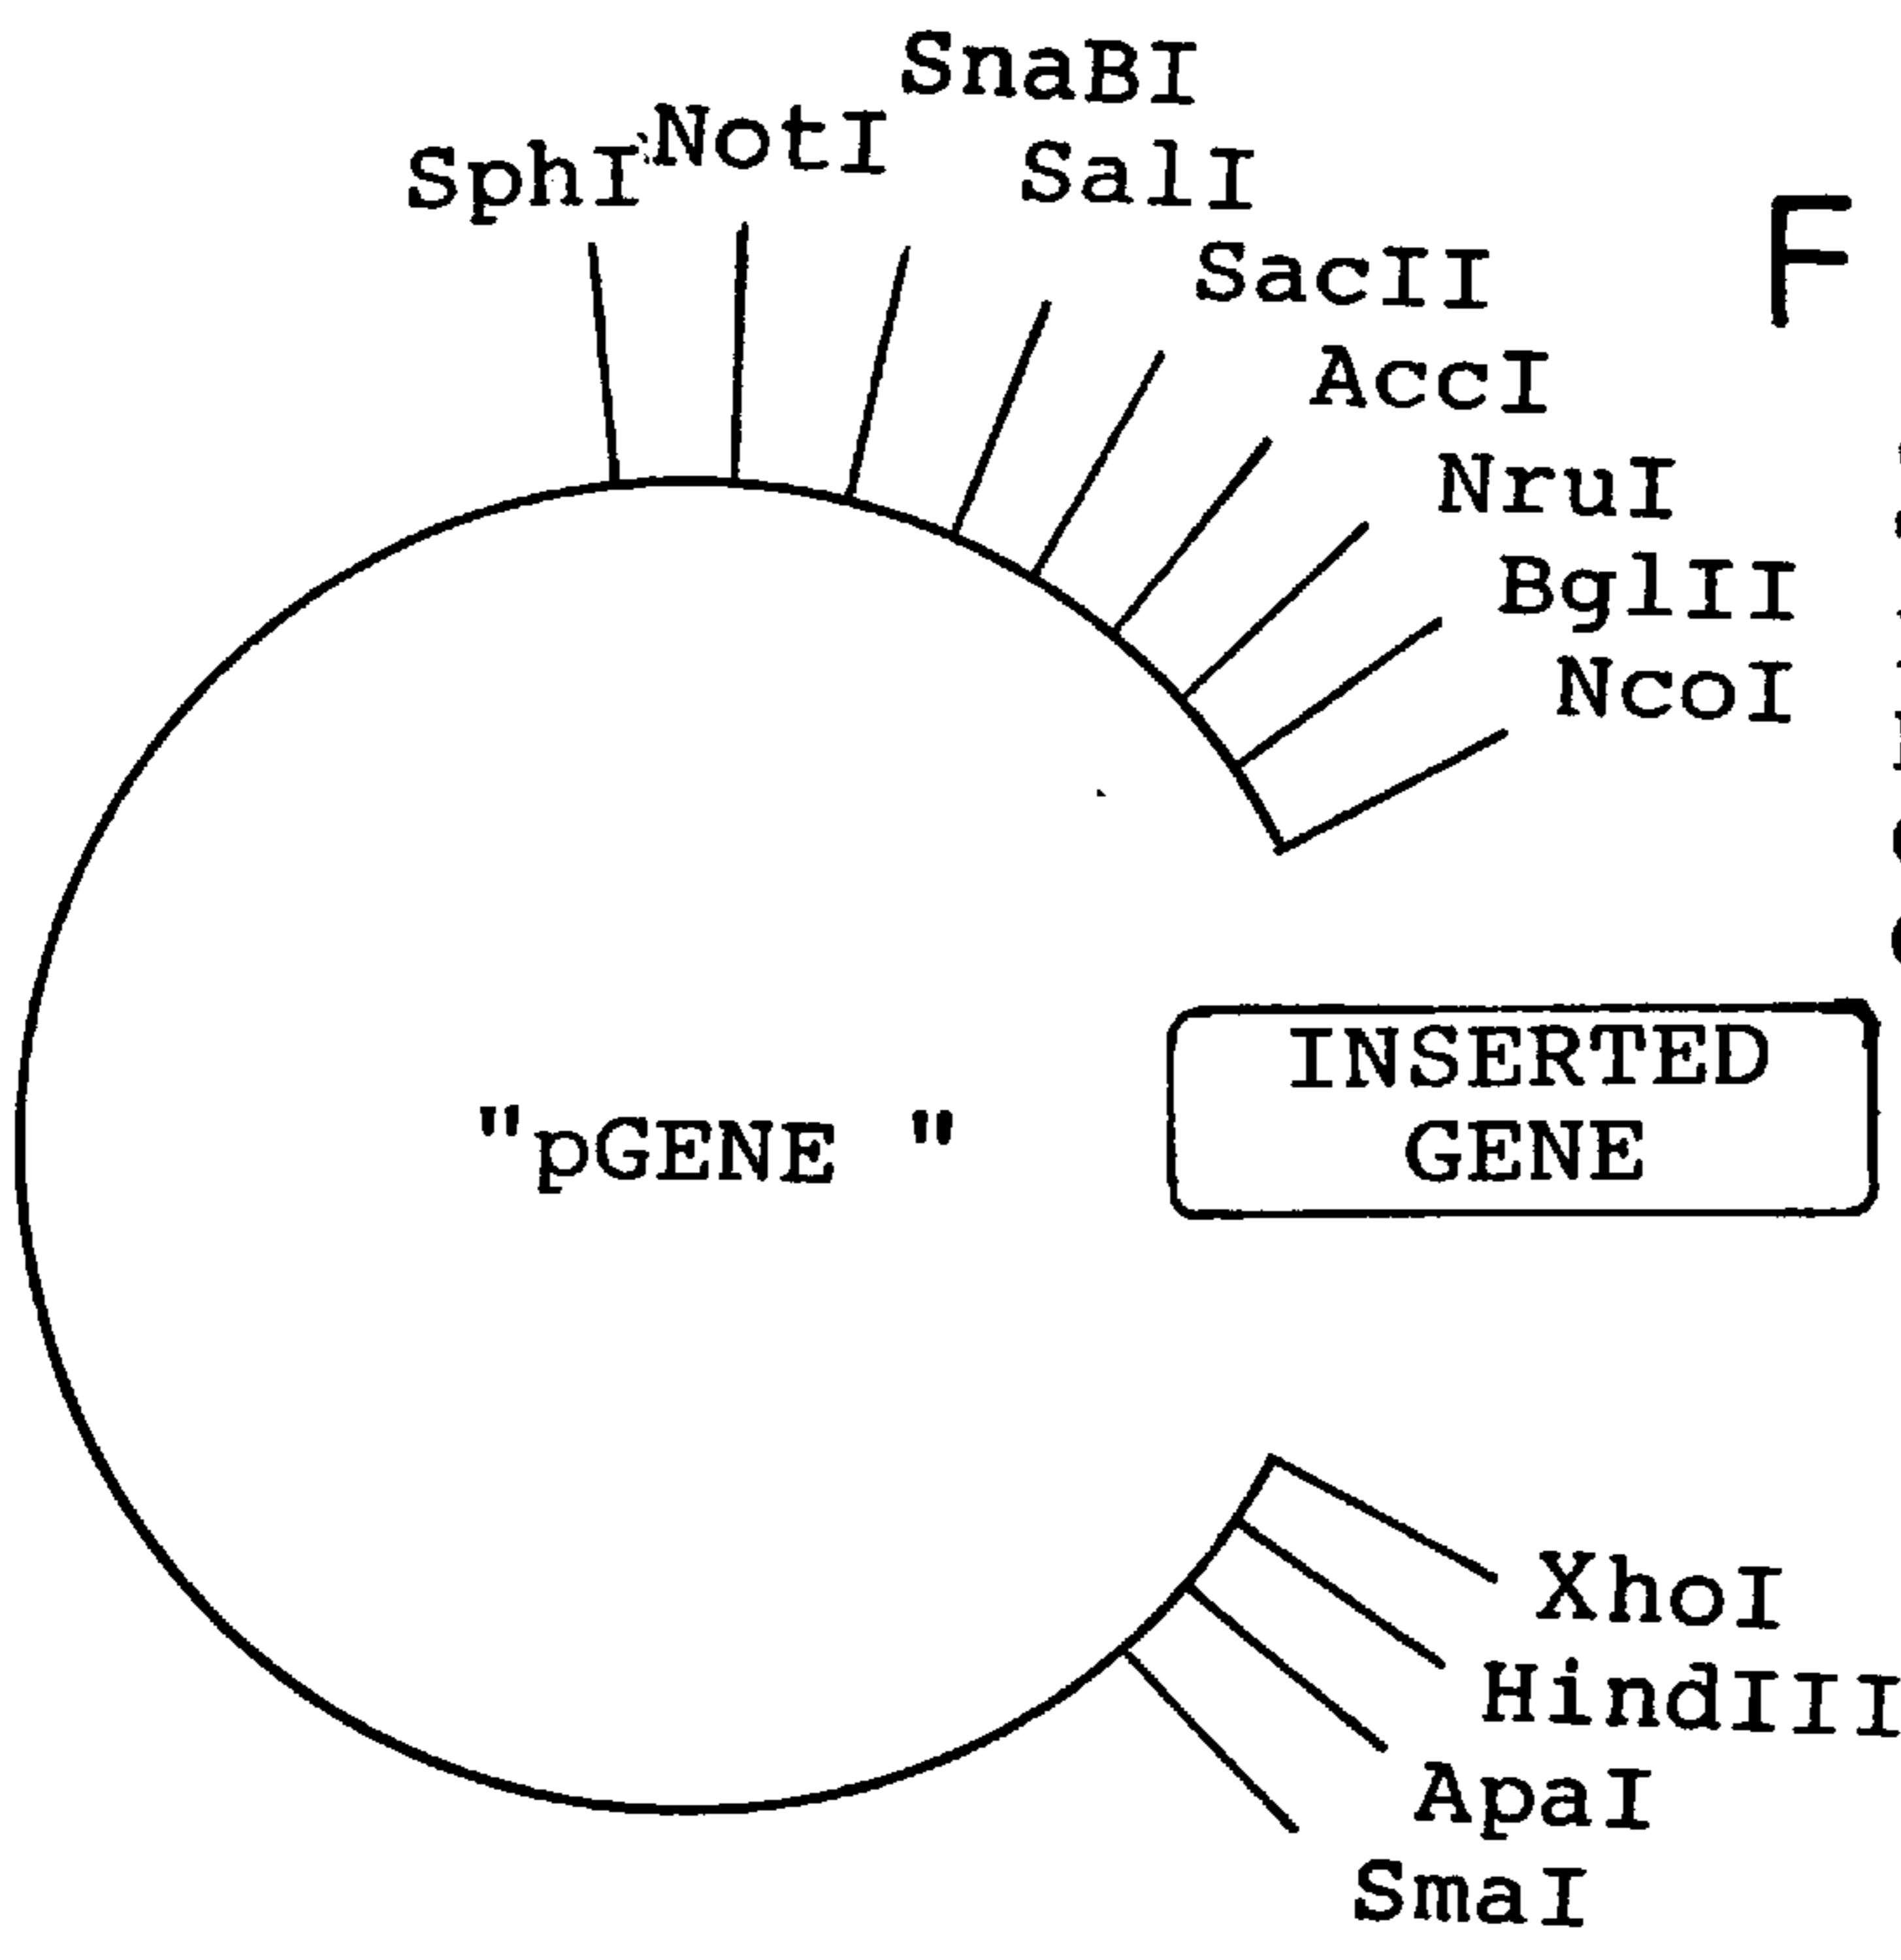 SnaBI
SphI NotI
SalI
SacII
F
AccI
NruI
BglII
NcoI
INSERTED
GENE
"pGENE "
XhoI
HindIII
ApaI
SmaI